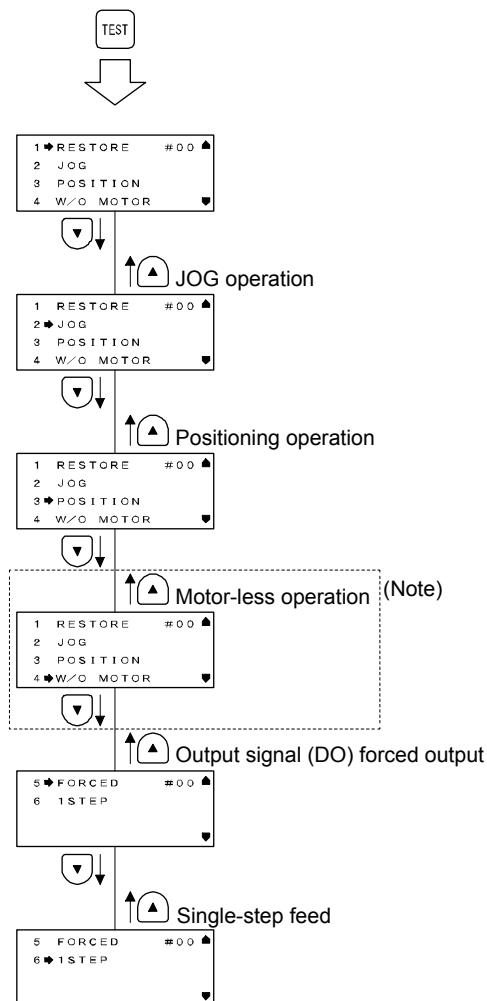 TEST
1 RESTORE #00
2 JOG
3 POSITION
4 W/O MOTOR
JOG operation
1 RESTORE #00
2 JOG
3 POSITION
4 W/O MOTOR
Positioning operation
1 RESTORE #00
2 JOG
3 POSITION
4 W/O MOTOR
Motor-less operation (Note)
1 RESTORE #00
2 JOG
3 POSITION
4 W/O MOTOR
Output signal (DO) forced output
5 FORCED #00
6 1STEP
Single-step feed
5 FORCED #00
6 1STEP